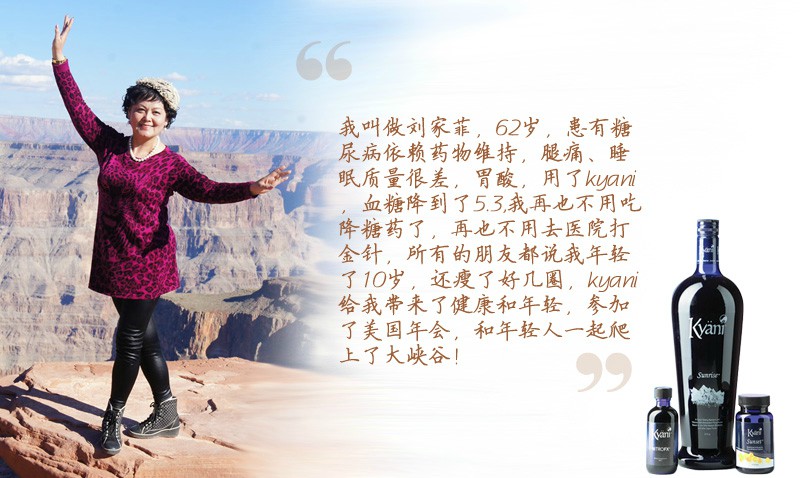 我叫做刘家菲，62岁，患有糖
尿病依赖药物维持，腿痛、睡
眠质量很差，胃酸，用了kyani
，血糖降到了5.3,我再也不用吃
降糖药了，再也不用去医院打
金针，所有的朋友都说我年轻
了10岁，还瘦了好几圈，kyani
给我带来了健康和年轻，参加
了美国年会，和年轻人一起爬
上了大峡谷！
Kyäni
Sunrise
Kyäni
Kyäni
Sunset